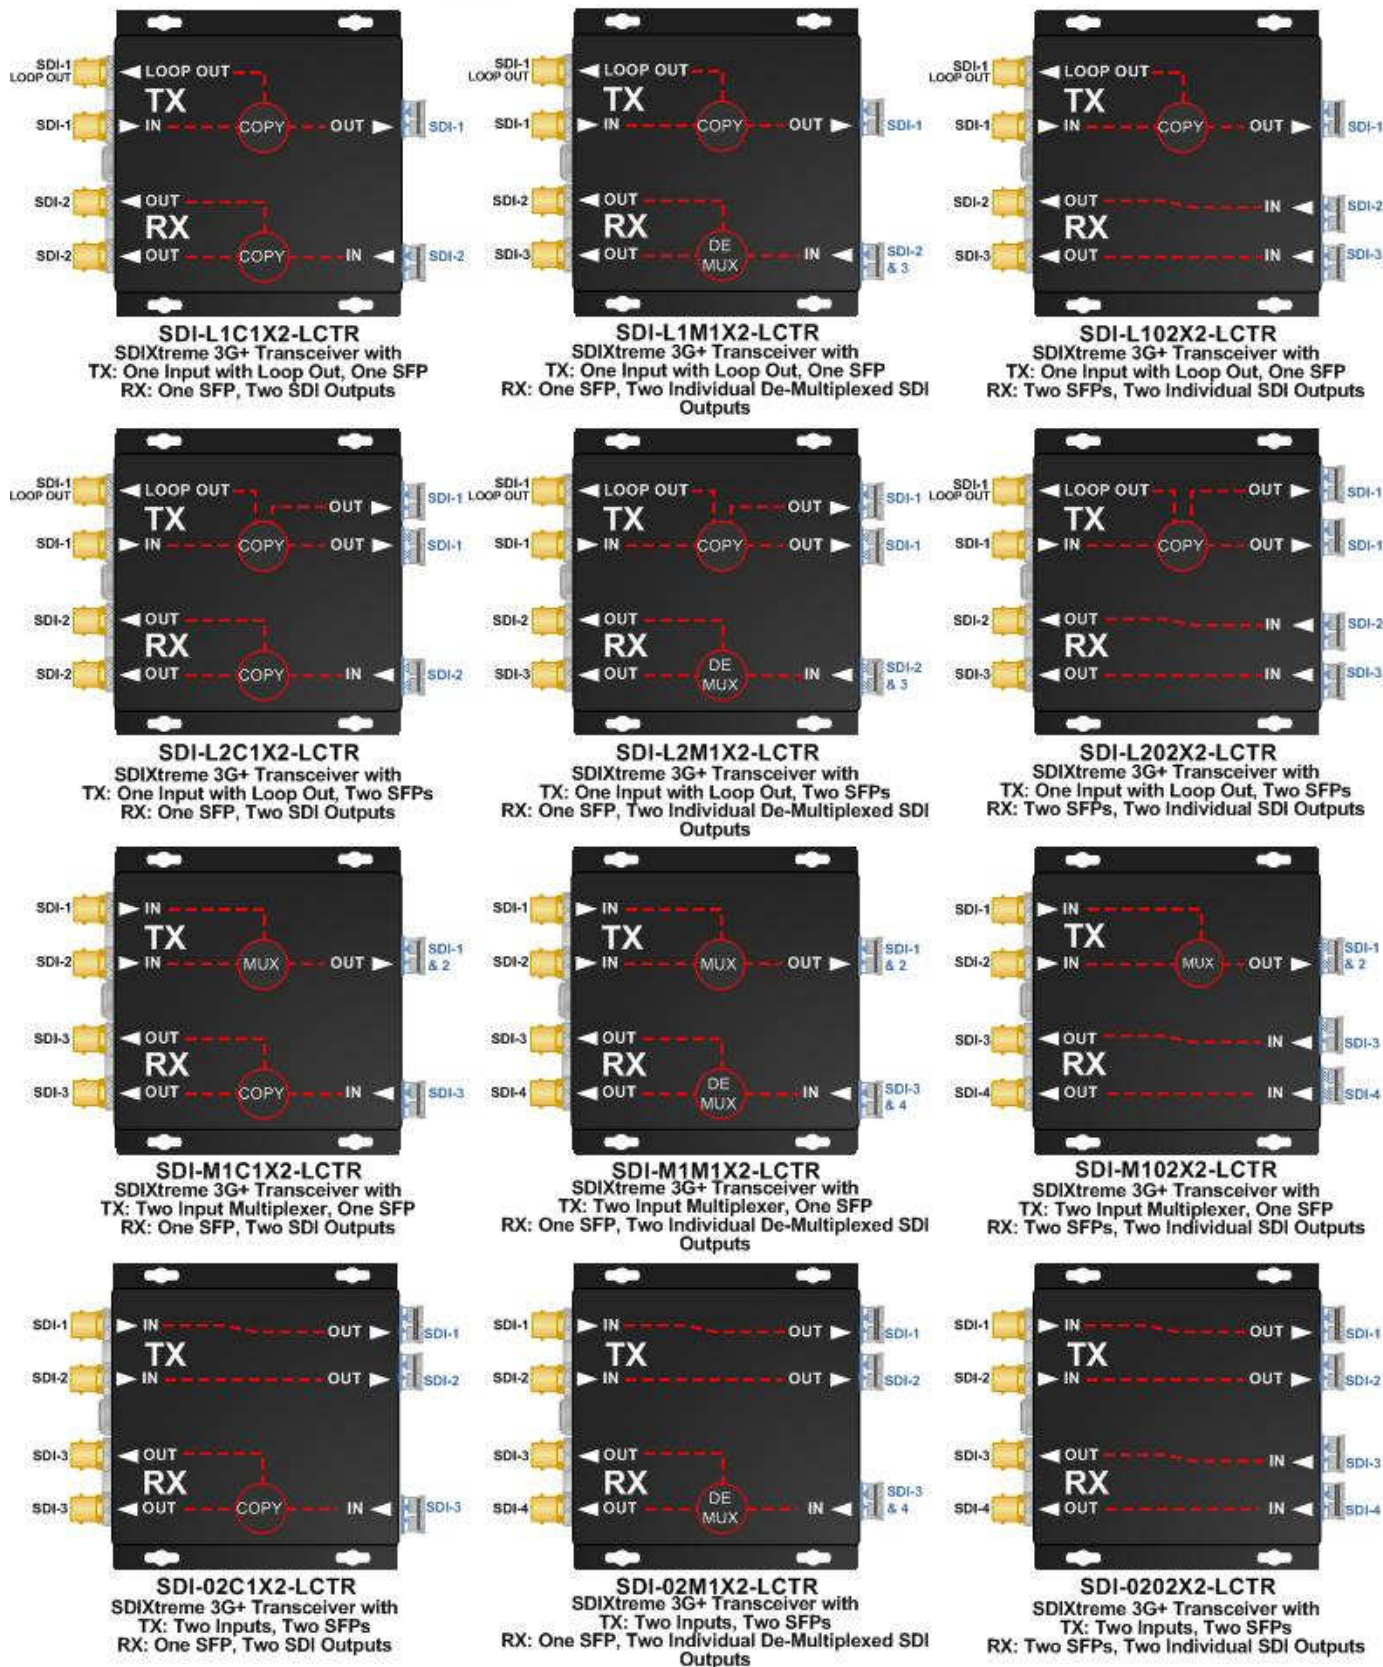 SDI-1
LOOP OUT
LOOP OUT
TX
SDI-1
IN
COPY
OUT
SDI-1
SDI-2
OUT
RX
SDI-2
OUT
COPY
IN
SDI-2
SDI-L1C1X2-LCTR
SDIXtreme 3G+ Transceiver with
TX: One Input with Loop Out, One SFP
RX: One SFP, Two SDI Outputs
SDI-1
LOOP OUT
LOOP OUT
TX
SDI-1
IN
COPY
OUT
SDI-1
SDI-2
OUT
RX
SDI-3
OUT
DE
MUX
IN
SDI-2
& 3
SDI-L1M1X2-LCTR
SDIXtreme 3G+ Transceiver with
TX: One Input with Loop Out, One SFP
RX: One SFP, Two Individual De-Multiplexed SDI
Outputs
SDI-1
LOOP OUT
LOOP OUT
TX
SDI-1
IN
COPY
OUT
SDI-1
SDI-2
OUT
IN
SDI-2
RX
SDI-3
OUT
IN
SDI-3
SDI-L102X2-LCTR
SDIXtreme 3G+ Transceiver with
TX: One Input with Loop Out, One SFP
RX: Two SFPs, Two Individual SDI Outputs
SDI-1
LOOP OUT
LOOP OUT
OUT
SDI-1
TX
SDI-1
IN
COPY
OUT
SDI-1
SDI-2
OUT
RX
SDI-2
OUT
COPY
IN
SDI-2
SDI-L2C1X2-LCTR
SDIXtreme 3G+ Transceiver with
TX: One Input with Loop Out, Two SFPs
RX: One SFP, Two SDI Outputs
SDI-1
LOOP OUT
LOOP OUT
OUT
SDI-1
TX
SDI-1
IN
COPY
OUT
SDI-1
SDI-2
OUT
RX
SDI-3
OUT
DE
MUX
IN
SDI-2
& 3
SDI-L2M1X2-LCTR
SDIXtreme 3G+ Transceiver with
TX: One Input with Loop Out, Two SFPs
RX: One SFP, Two Individual De-Multiplexed SDI
Outputs
SDI-1
LOOP OUT
LOOP OUT
OUT
SDI-1
TX
SDI-1
IN
COPY
OUT
SDI-1
SDI-2
OUT
IN
SDI-2
RX
SDI-3
OUT
IN
SDI-3
SDI-L202X2-LCTR
SDIXtreme 3G+ Transceiver with
TX: One Input with Loop Out, Two SFPs
RX: Two SFPs, Two Individual SDI Outputs
SDI-1
IN
TX
SDI-2
IN
MUX
OUT
SDI-1
& 2
SDI-3
OUT
RX
SDI-3
OUT
COPY
IN
SDI-3
SDI-M1C1X2-LCTR
SDIXtreme 3G+ Transceiver with
TX: Two Input Multiplexer, One SFP
RX: One SFP, Two SDI Outputs
SDI-1
IN
TX
SDI-2
IN
MUX
OUT
SDI-1
& 2
SDI-3
OUT
RX
SDI-4
OUT
DE
MUX
IN
SDI-3
& 4
SDI-M1M1X2-LCTR
SDIXtreme 3G+ Transceiver with
TX: Two Input Multiplexer, One SFP
RX: One SFP, Two Individual De-Multiplexed SDI
Outputs
SDI-1
IN
TX
SDI-2
IN
MUX
OUT
SDI-1
& 2
SDI-3
OUT
IN
SDI-3
RX
SDI-4
OUT
IN
SDI-4
SDI-M102X2-LCTR
SDIXtreme 3G+ Transceiver with
TX: Two Input Multiplexer, One SFP
RX: Two SFPs, Two Individual SDI Outputs
SDI-1
IN
OUT
SDI-1
TX
SDI-2
IN
OUT
SDI-2
SDI-3
OUT
RX
SDI-3
OUT
COPY
IN
SDI-3
SDI-02C1X2-LCTR
SDIXtreme 3G+ Transceiver with
TX: Two Inputs, Two SFPs
RX: One SFP, Two SDI Outputs
SDI-1
IN
OUT
SDI-1
TX
SDI-2
IN
OUT
SDI-2
SDI-3
OUT
RX
SDI-4
OUT
DE
MUX
IN
SDI-3
& 4
SDI-02M1X2-LCTR
SDIXtreme 3G+ Transceiver with
TX: Two Inputs, Two SFPs
RX: One SFP, Two Individual De-Multiplexed SDI
Outputs
SDI-1
IN
OUT
SDI-1
TX
SDI-2
IN
OUT
SDI-2
SDI-3
OUT
IN
SDI-3
RX
SDI-4
OUT
IN
SDI-4
SDI-0202X2-LCTR
SDIXtreme 3G+ Transceiver with
TX: Two Inputs, Two SFPs
RX: Two SFPs, Two Individual SDI Outputs